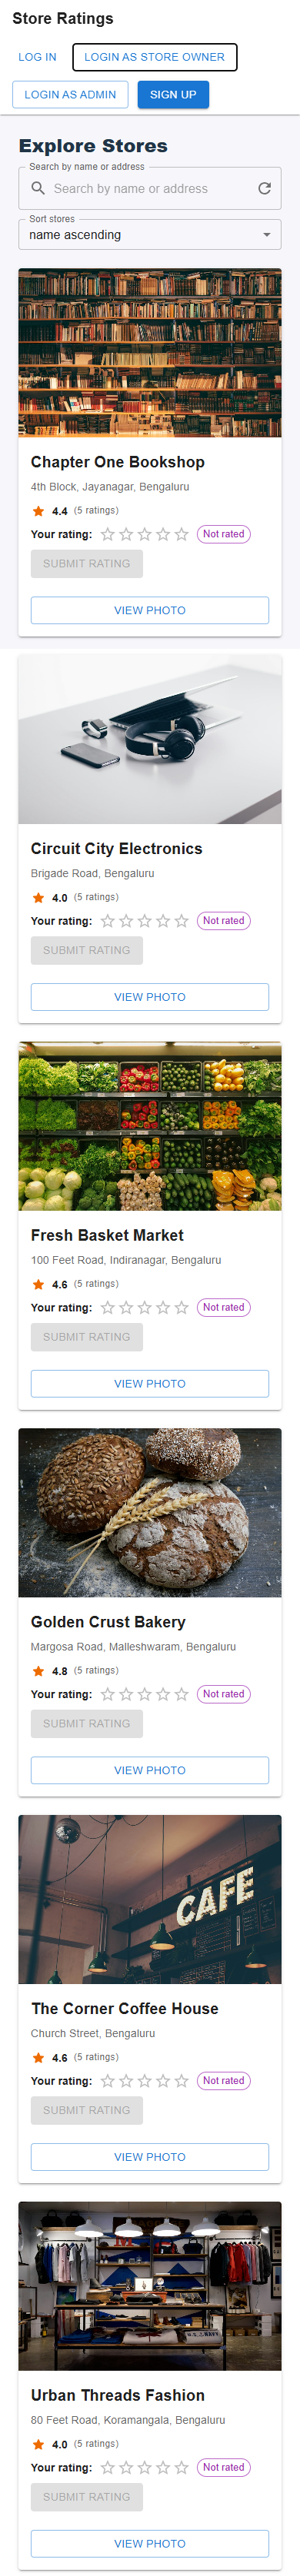 Store Ratings
LOG IN
LOGIN AS STORE OWNER
LOGIN AS ADMIN
SIGN UP
Explore Stores
Search by name or address
Search by name or address
Sort stores
name ascending
Chapter One Bookshop
4th Block, Jayanagar, Bengaluru
4.4 (5 ratings)
Your rating: Not rated
SUBMIT RATING
VIEW PHOTO
Circuit City Electronics
Brigade Road, Bengaluru
4.0 (5 ratings)
Your rating: Not rated
SUBMIT RATING
VIEW PHOTO
Fresh Basket Market
100 Feet Road, Indiranagar, Bengaluru
4.6 (5 ratings)
Your rating: Not rated
SUBMIT RATING
VIEW PHOTO
Golden Crust Bakery
Margosa Road, Malleshwaram, Bengaluru
4.8 (5 ratings)
Your rating: Not rated
SUBMIT RATING
VIEW PHOTO
CAFE
The Corner Coffee House
Church Street, Bengaluru
4.6 (5 ratings)
Your rating: Not rated
SUBMIT RATING
VIEW PHOTO
Urban Threads Fashion
80 Feet Road, Koramangala, Bengaluru
4.0 (5 ratings)
Your rating: Not rated
SUBMIT RATING
VIEW PHOTO